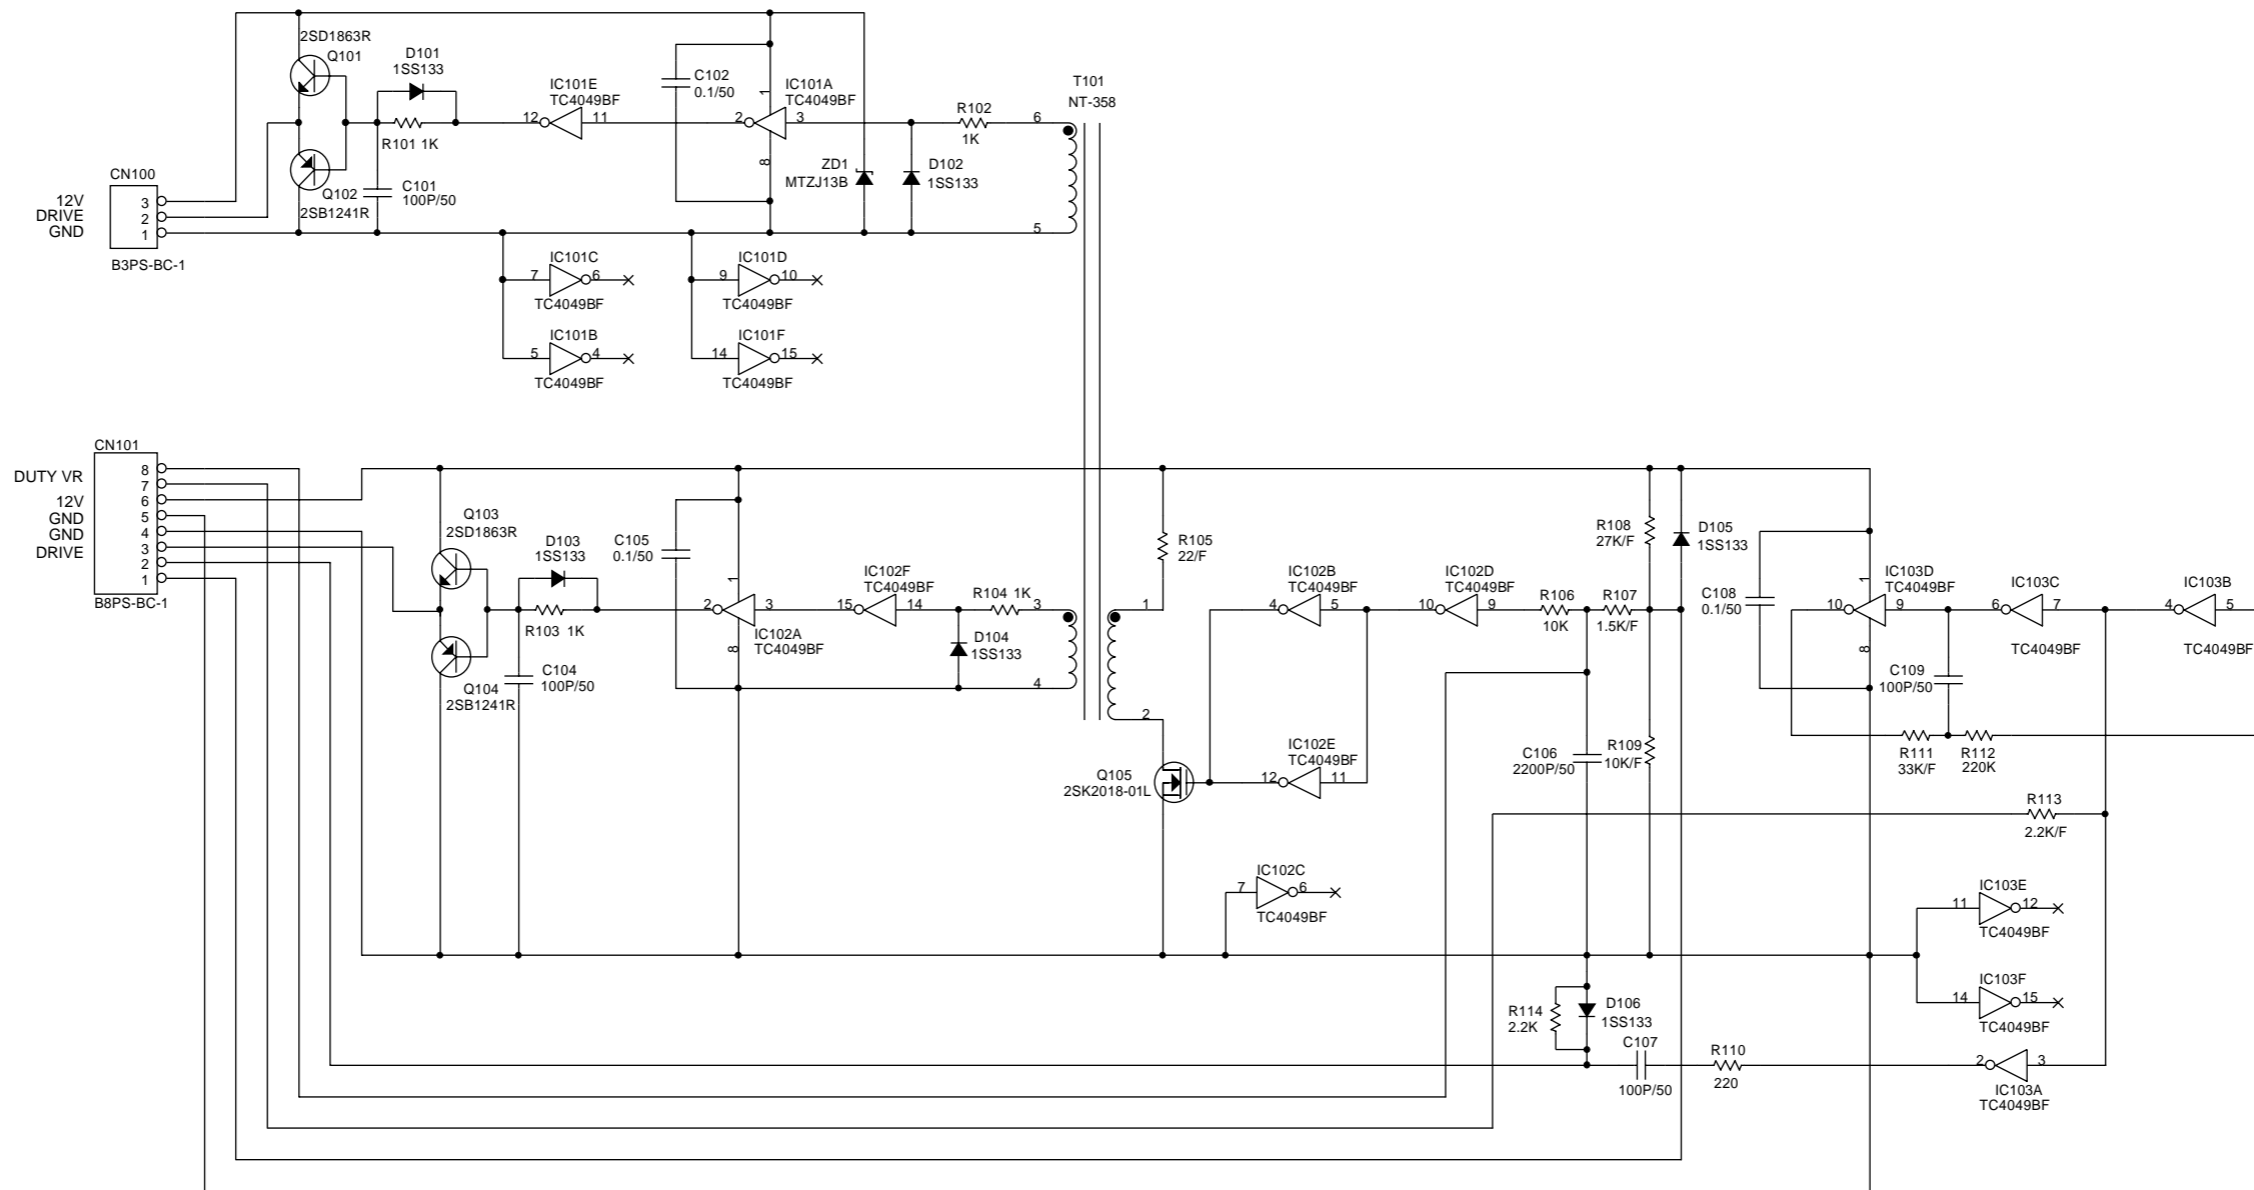 2SD1863R
Q101
D101
1SS133
R101 1K
Q102
2SB1241R
C101
100P/50
IC101E
TC4049BF
12
11
C102
0.1/50
IC101A
TC4049BF
1
2
3
8
ZD1
MTZJ13B
D102
1SS133
R102
1K
T101
NT-358
6
5
CN100
12V
DRIVE
GND
3
2
1
B3PS-BC-1
IC101C
7
6
TC4049BF
IC101D
9
10
TC4049BF
IC101B
5
4
TC4049BF
IC101F
14
15
TC4049BF
CN101
DUTY VR
12V
GND
GND
DRIVE
8
7
6
5
4
3
2
1
B8PS-BC-1
Q103
2SD1863R
D103
1SS133
R103 1K
Q104
2SB1241R
C104
100P/50
C105
0.1/50
1
2
3
8
IC102A
TC4049BF
IC102F
TC4049BF
15
14
R104 1K
D104
1SS133
3
4
1
2
R105
22/F
Q105
2SK2018-01L
IC102B
TC4049BF
4
5
IC102E
TC4049BF
12
11
IC102D
TC4049BF
10
9
R106
10K
R107
1.5K/F
R108
27K/F
D105
1SS133
C106
2200P/50
R109
10K/F
C108
0.1/50
IC103D
TC4049BF
1
10
9
8
IC103C
6
7
TC4049BF
IC103B
4
5
TC4049BF
C109
100P/50
R111
33K/F
R112
220K
R113
2.2K/F
IC102C
7
6
TC4049BF
IC103E
11
12
TC4049BF
IC103F
14
15
TC4049BF
R114
2.2K
D106
1SS133
C107
100P/50
R110
220
2
3
IC103A
TC4049BF